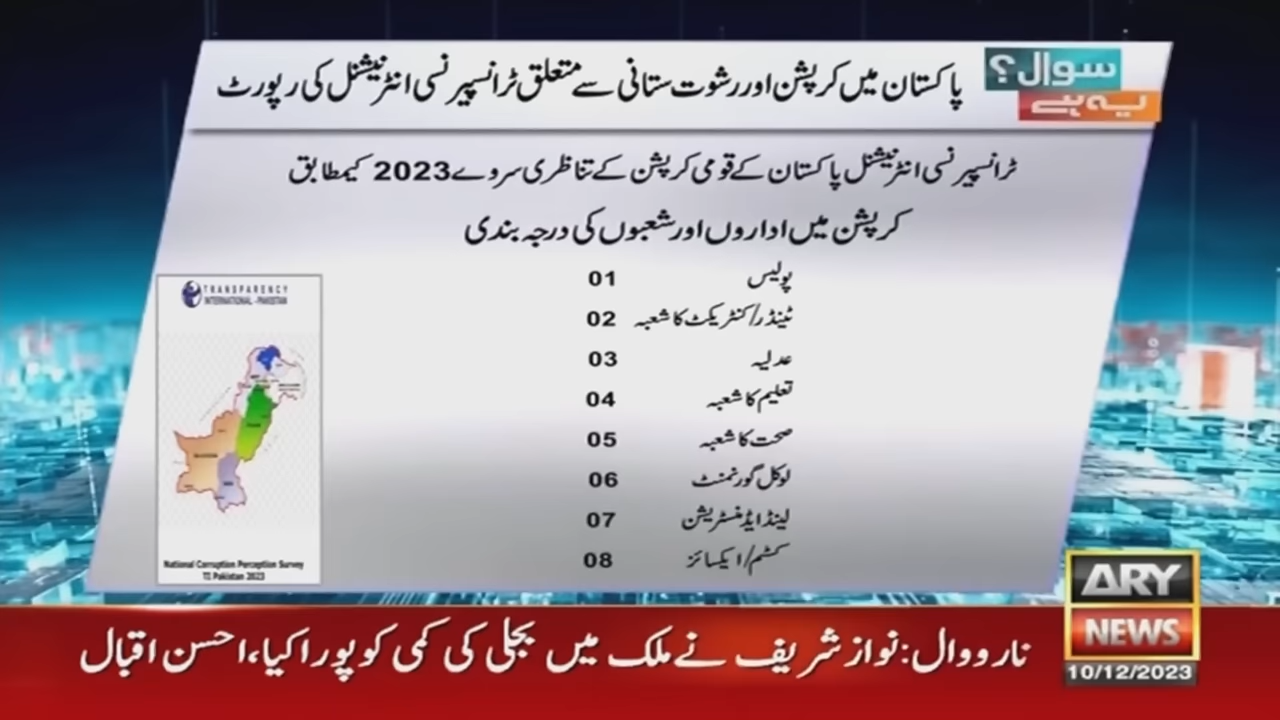 سوال؟
یہ ہے
پاکستان میں کرپشن اور رشوت ستانی سے متعلق ٹرانسپیرنسی انٹرنیشنل کی رپورٹ
ٹرانسپیرنسی انٹرنیشنل پاکستان کے قومی کرپشن کے تناظری سروے 2023 کیمطابق
کرپشن میں اداروں اور شعبوں کی درجہ بندی
پولیس 01
ٹینڈر/کنٹریکٹ کا شعبہ 02
عدلیہ 03
تعلیم کا شعبہ 04
صحت کا شعبہ 05
لوکل گورنمنٹ 06
لینڈ ایڈمنسٹریشن 07
کسٹم/ایکسائز 08
TRANSPARENCY
INTERNATIONAL - PAKISTAN
National Corruption Perception Survey
TI Pakistan 2023
ARY
NEWS
10/12/2023
نارووال: نواز شریف نے ملک میں بجلی کی کمی کو پورا کیا، احسن اقبال